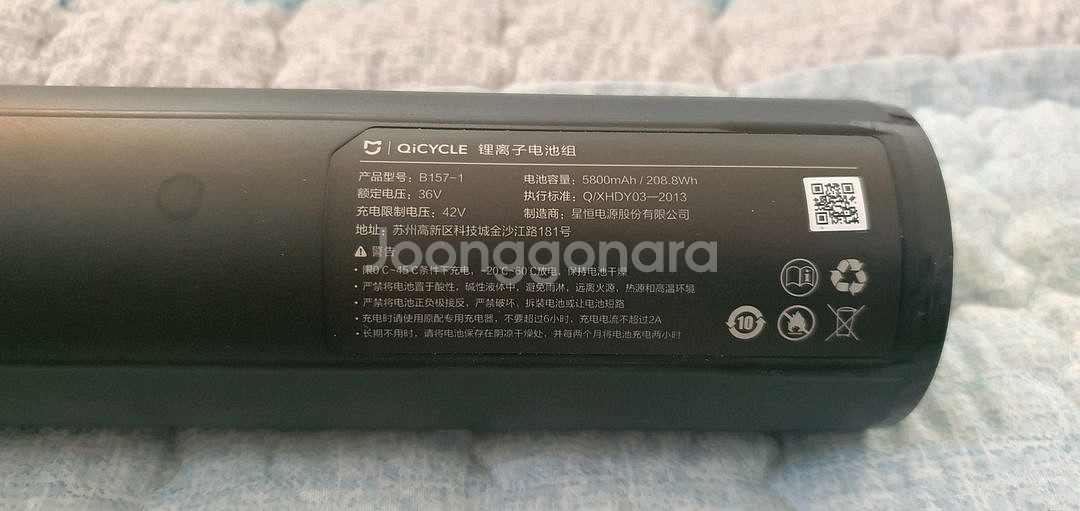 QiCYCLE 锂离子电池组
产品型号：B157-1
电池容量：5800mAh / 208.8Wh
额定电压：36V
执行标准：Q/XHDY03—2013
充电限制电压：42V
制造商：星恒电源股份有限公司
地址：苏州高新区科技城金沙江路181号
警告
• 限0℃~45℃条件下充电，-20℃~60℃放电，保持电池干燥
• 严禁将电池置于酸性，碱性液体中，避免雨淋，远离火源，热源和高温环境
• 严禁将电池正负极接反，严禁破坏、拆装电池或让电池短路
• 充电时请使用原配专用充电器，不要超过6小时，充电电流不超过2A
• 长期不用时，请将电池保存在阴凉干燥处，并每两个月将电池充电两小时
10
Joonggonara